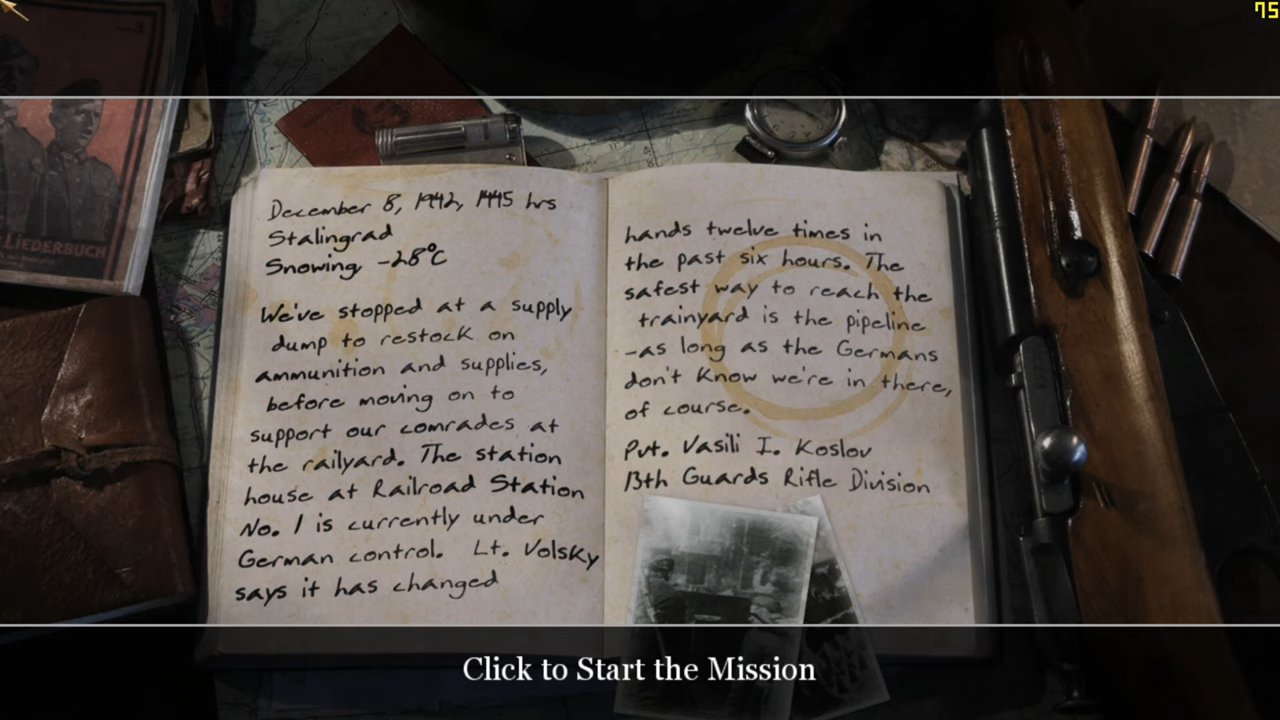 75
3
LIEDERBUCH
December 8, 1942, 1445 hrs
Stalingrad
Snowing -28°C
We've stopped at a supply
dump to restock on
ammunition and supplies,
before moving on to
support our comrades at
the railyard. The station
house at Railroad Station
No. 1 is currently under
German control. Lt. Volsky
says it has changed
hands twelve times in
the past six hours. The
safest way to reach the
trainyard is the pipeline
-as long as the Germans
don't know we're in there,
of course.
Pvt. Vasili I. Koslov
13th Guards Rifle Division
Click to Start the Mission